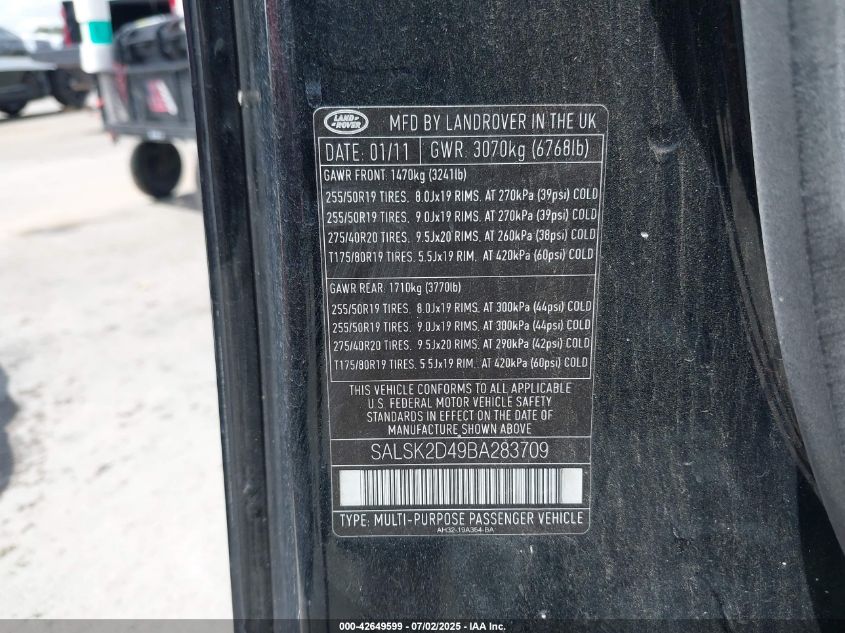 LAND
ROVER
MFD BY LANDROVER IN THE UK
DATE: 01/11 GWR: 3070kg (6768lb)
GAWR FRONT: 1470kg (3241lb)
255/50R19 TIRES. 8.0Jx19 RIMS. AT 270kPa (39psi) COLD
255/50R19 TIRES. 9.0Jx19 RIMS. AT 270kPa (39psi) COLD
275/40R20 TIRES. 9.5Jx20 RIMS. AT 260kPa (38psi) COLD
T175/80R19 TIRES. 5.5Jx19 RIM. AT 420kPa (60psi) COLD
GAWR REAR: 1710kg (3770lb)
255/50R19 TIRES. 8.0Jx19 RIMS. AT 300kPa (44psi) COLD
255/50R19 TIRES. 9.0Jx19 RIMS. AT 300kPa (44psi) COLD
275/40R20 TIRES. 9.5Jx20 RIMS. AT 290kPa (42psi) COLD
T175/80R19 TIRES. 5.5Jx19 RIM. AT 420kPa (60psi) COLD
THIS VEHICLE CONFORMS TO ALL APPLICABLE
U.S. FEDERAL MOTOR VEHICLE SAFETY
STANDARDS IN EFFECT ON THE DATE OF
MANUFACTURE SHOWN ABOVE
SALSK2D49BA283709
TYPE: MULTI-PURPOSE PASSENGER VEHICLE
AH32-19A364-BA
000-42649599 - 07/02/2025 - IAA Inc.